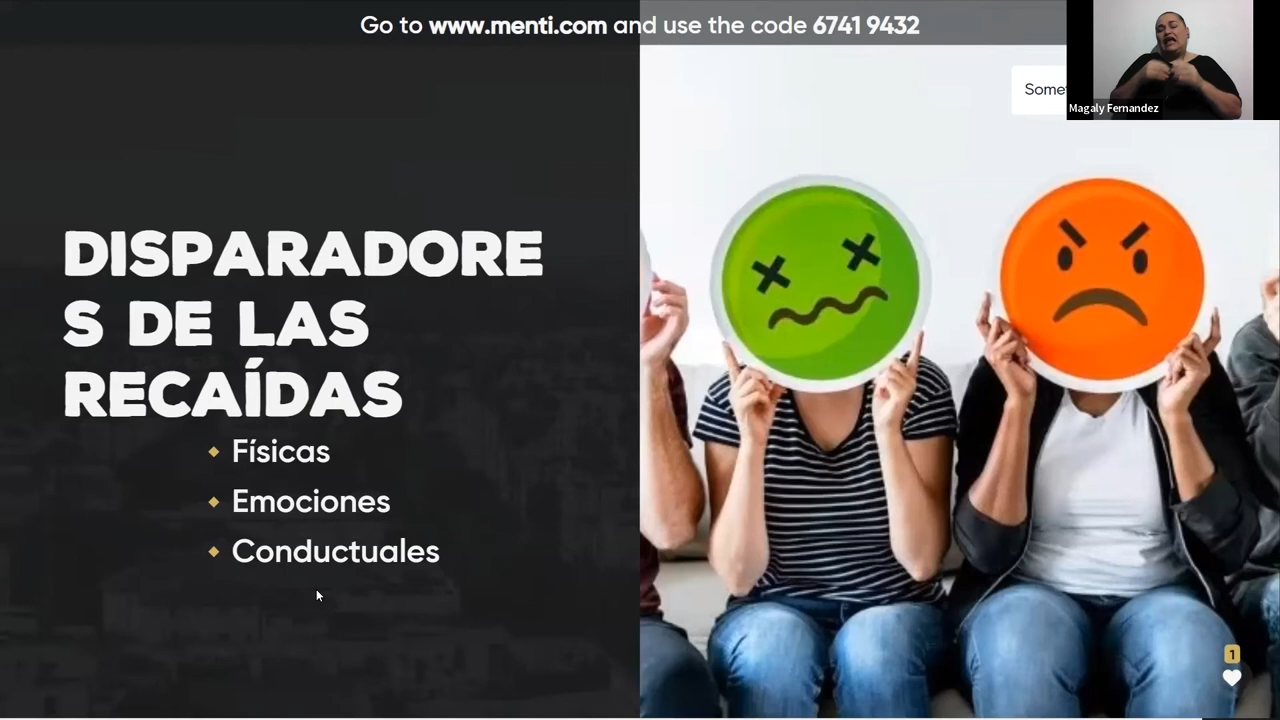 Go to www.menti.com and use the code 6741 9432
Magaly Fernandez
DISPARADORE
S DE LAS
RECAÍDAS
Físicas
Emociones
Conductuales
1